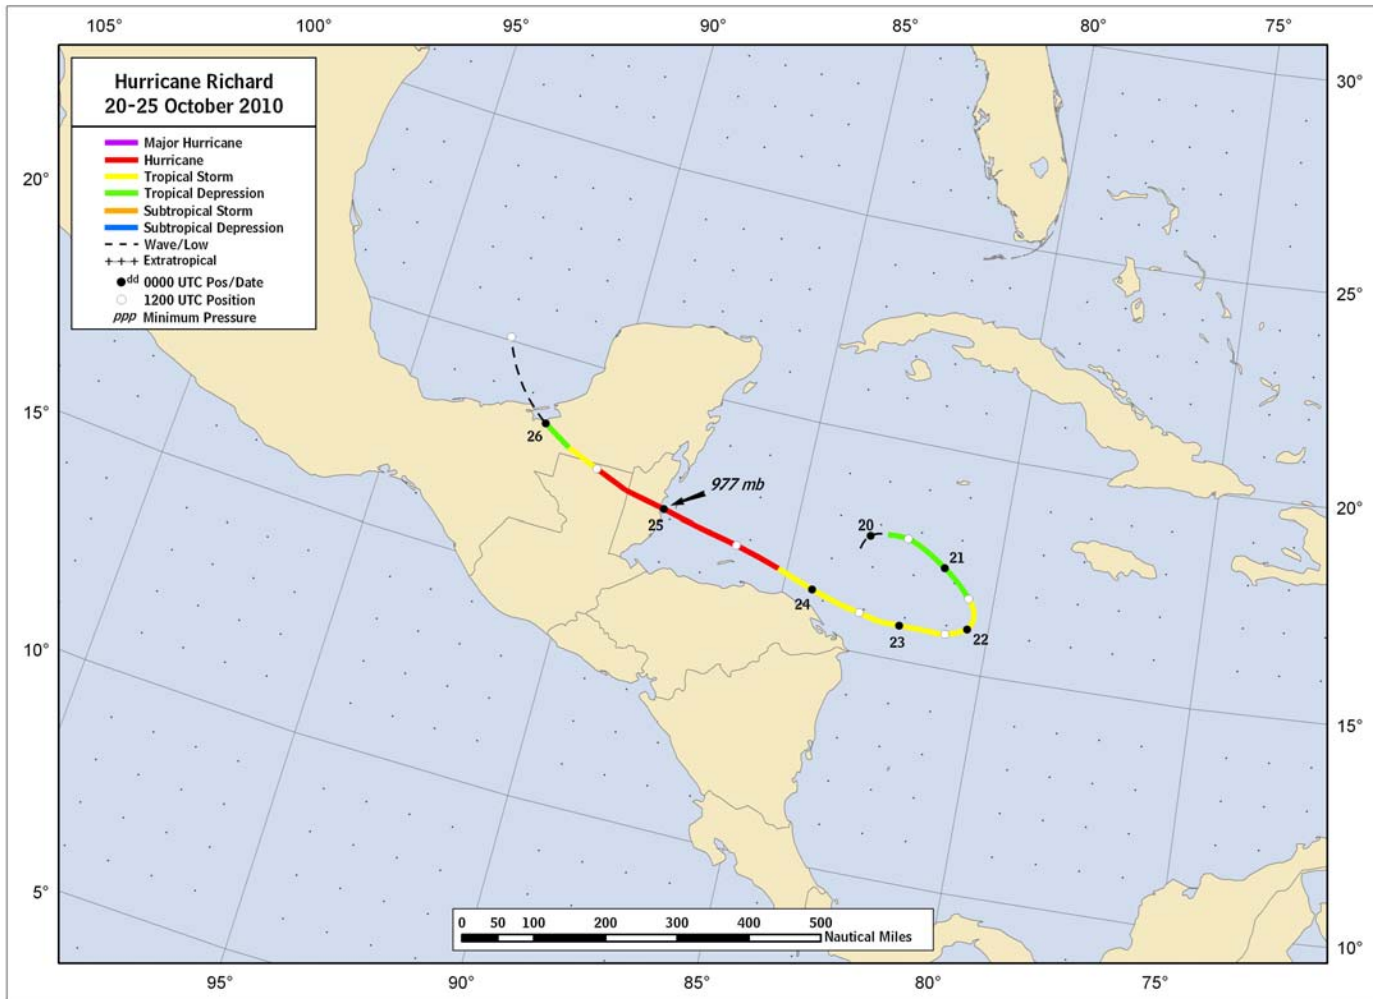 105° 100° 95° 90° 85° 80° 75°
Hurricane Richard
20-25 October 2010
Major Hurricane
Hurricane
Tropical Storm
Tropical Depression
Subtropical Storm
Subtropical Depression
Wave/Low
Extratropical
dd 0000 UTC Pos/Date
1200 UTC Position
ppp Minimum Pressure
30°
20°
25°
15°
26
977 mb
25
20
20°
21
24
23
22
10°
15°
5°
0 50 100 200 300 400 500
Nautical Miles
10°
95° 90° 85° 80° 75°